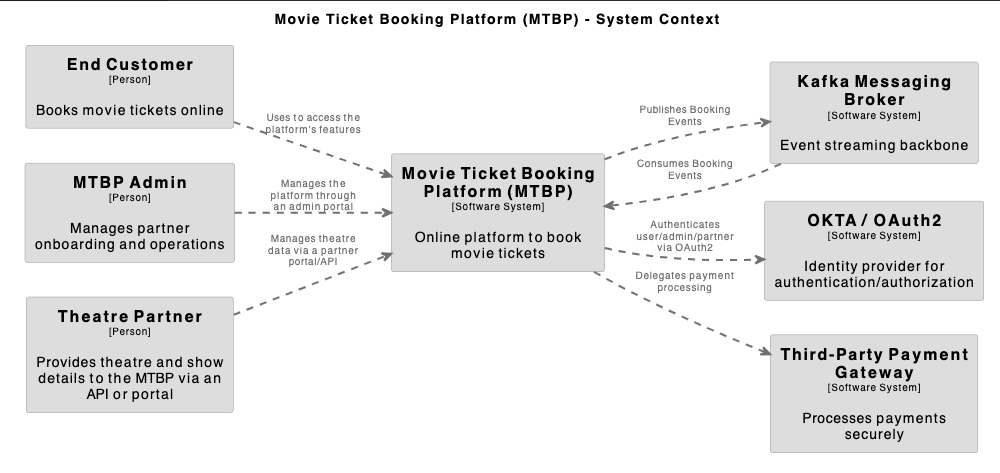 Movie Ticket Booking Platform (MTBP) - System Context
End Customer
[Person]
Books movie tickets online
MTBP Admin
[Person]
Manages partner
onboarding and operations
Theatre Partner
[Person]
Provides theatre and show
details to the MTBP via an
API or portal
Uses to access the
platform's features
Manages the
platform through
an admin portal
Manages theatre
data via a partner
portal/API
Movie Ticket Booking
Platform (MTBP)
[Software System]
Online platform to book
movie tickets
Publishes Booking
Events
Consumes Booking
Events
Authenticates
user/admin/partner
via OAuth2
Delegates payment
processing
Kafka Messaging
Broker
[Software System]
Event streaming backbone
OKTA / OAuth2
[Software System]
Identity provider for
authentication/authorization
Third-Party Payment
Gateway
[Software System]
Processes payments
securely